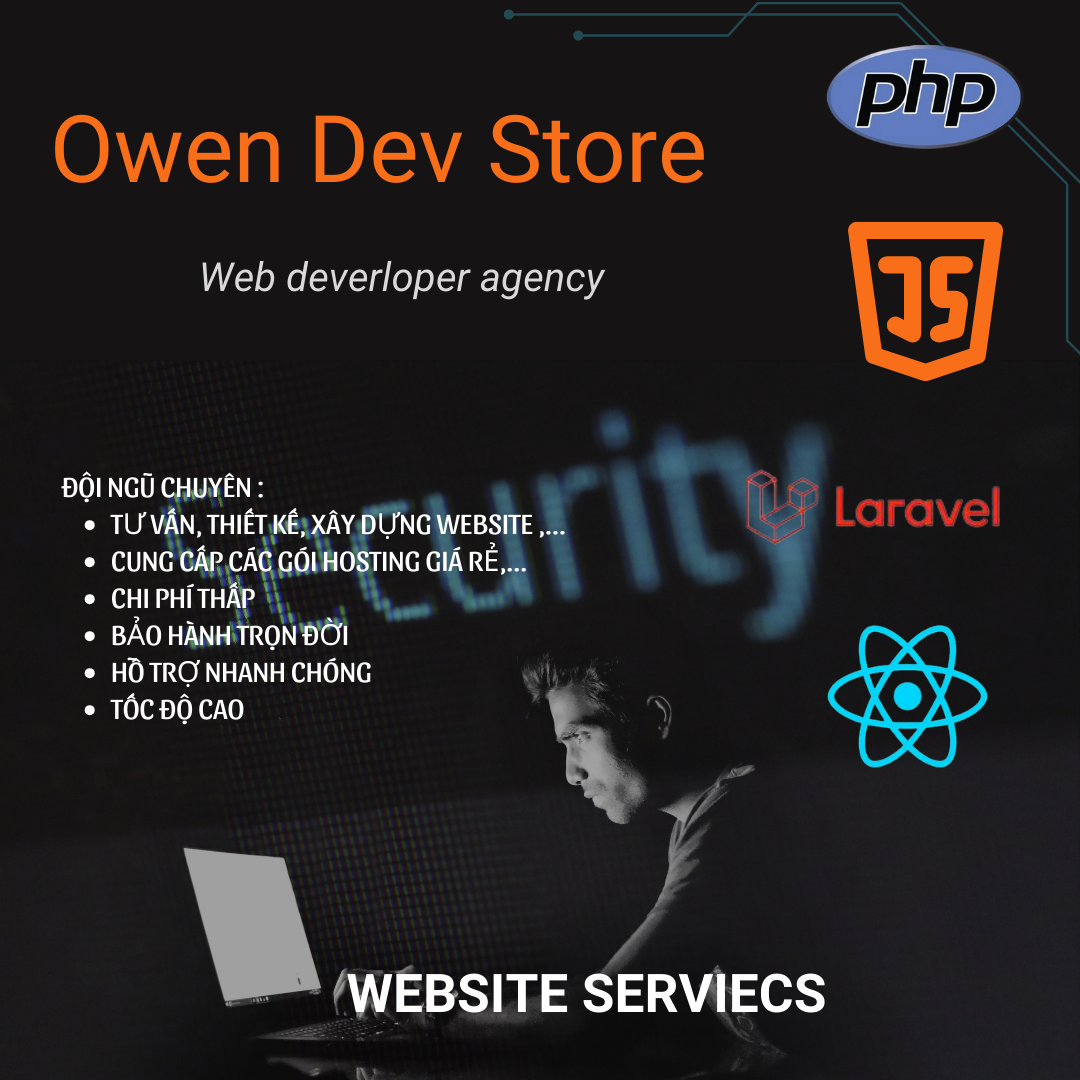 php
Owen Dev Store
JS
Web deverloper agency
Security
Laravel
ĐỘI NGŨ CHUYÊN :
• TƯ VẤN, THIẾT KẾ, XÂY DỰNG WEBSITE ,...
• CUNG CẤP CÁC GÓI HOSTING GIÁ RẺ,...
• CHI PHÍ THẤP
• BẢO HÀNH TRỌN ĐỜI
• HỖ TRỢ NHANH CHÓNG
• TỐC ĐỘ CAO
WEBSITE SERVIECS